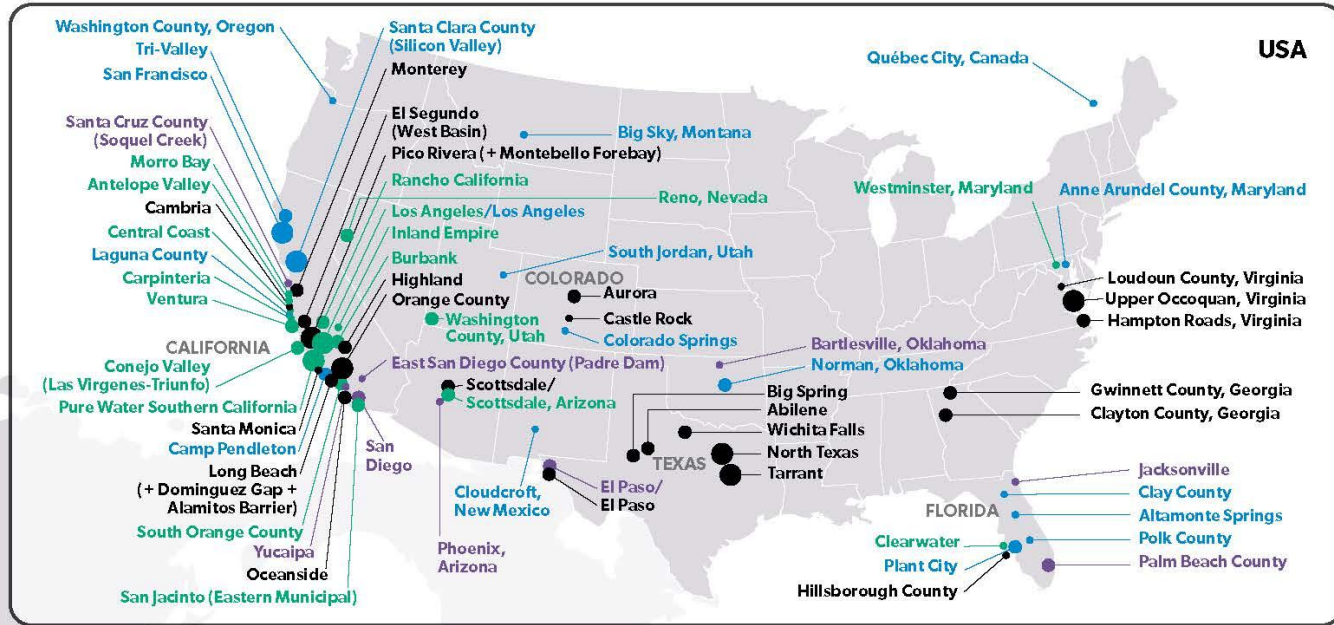 USA
Washington County, Oregon
Tri-Valley
San Francisco
Santa Cruz County
(Soquel Creek)
Morro Bay
Antelope Valley
Cambria
Central Coast
Laguna County
Carpinteria
Ventura
CALIFORNIA
Conejo Valley
(Las Virgenes-Triunfo)
Pure Water Southern California
Santa Monica
Camp Pendleton
Long Beach
(+ Dominguez Gap +
Alamitos Barrier)
South Orange County
Yucaipa
Oceanside
San Jacinto (Eastern Municipal)
Santa Clara County
(Silicon Valley)
Monterey
El Segundo
(West Basin)
Pico Rivera (+ Montebello Forebay)
Rancho California
Reno, Nevada
Los Angeles/Los Angeles
Inland Empire
Burbank
Highland
Orange County
Washington
County, Utah
East San Diego County (Padre Dam)
Scottsdale/
Scottsdale, Arizona
San
Diego
Phoenix,
Arizona
Big Sky, Montana
South Jordan, Utah
COLORADO
Aurora
Castle Rock
Colorado Springs
Cloudcroft,
New Mexico
El Paso/
El Paso
Bartlesville, Oklahoma
Norman, Oklahoma
Big Spring
Abilene
Wichita Falls
TEXAS
North Texas
Tarrant
Québec City, Canada
Westminster, Maryland
Anne Arundel County, Maryland
Loudoun County, Virginia
Upper Occoquan, Virginia
Hampton Roads, Virginia
Gwinnett County, Georgia
Clayton County, Georgia
FLORIDA
Jacksonville
Clay County
Altamonte Springs
Polk County
Palm Beach County
Clearwater
Plant City
Hillsborough County